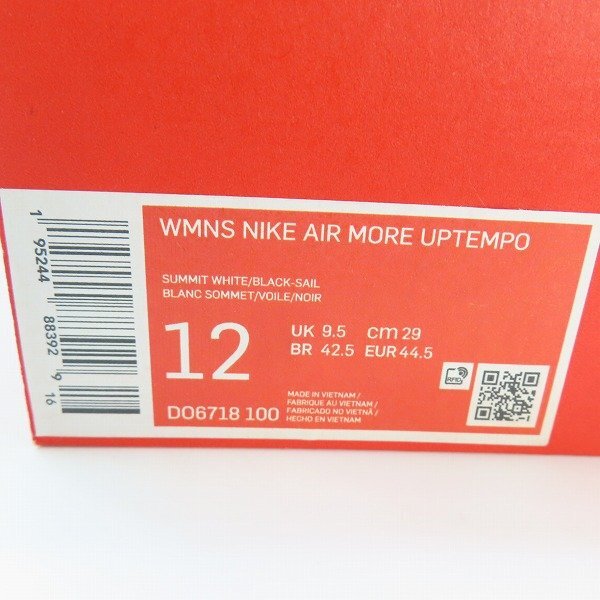 WMNS NIKE AIR MORE UPTEMPO
SUMMIT WHITE/BLACK-SAIL
BLANC SOMMET/VOILE/NOIR
12
UK 9.5 cm 29
BR 42.5 EUR 44.5
DO6718 100
MADE IN VIETNAM /
FABRIQUE AU VIETNAM /
FABRICADO NO VIETNÃ /
HECHO EN VIETNAM
RFID
1 95244 88392 9 16